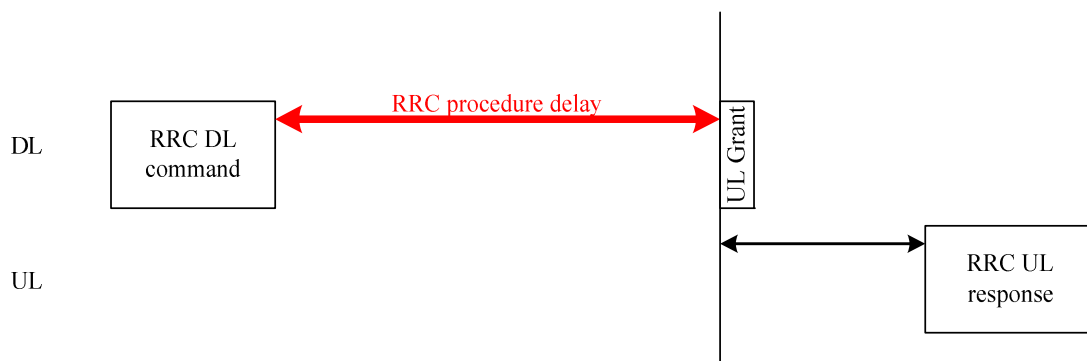 RRC procedure delay
DL
RRC DL
command
UL Grant
UL
RRC UL
response